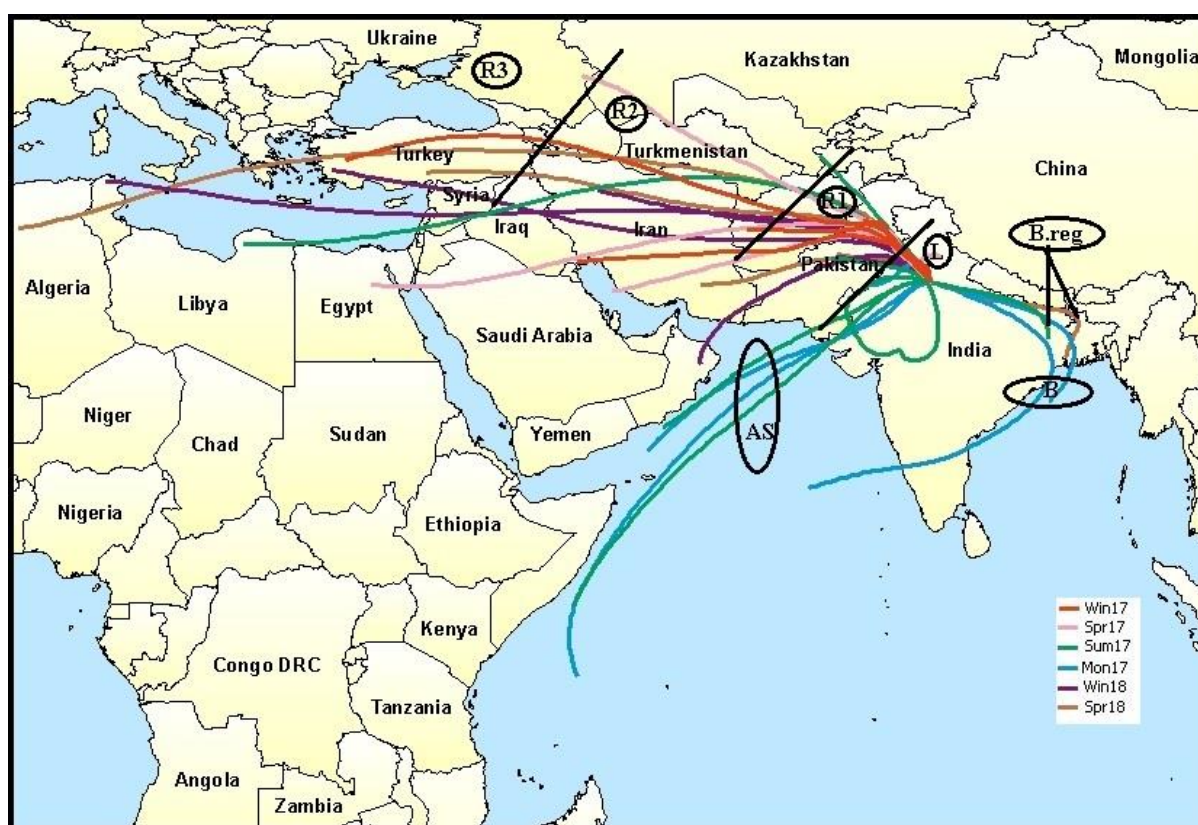 Ukraine
Kazakhstan
Mongolia
R3
R2
Turkey
Turkmenistan
China
Syria
R1
Iraq
Iran
B.reg
Pakistan
L
Algeria
Libya
Egypt
Saudi Arabia
India
B
Niger
Chad
Sudan
Yemen
AS
Nigeria
Ethiopia
Kenya
Congo DRC
Tanzania
Angola
Zambia
Win17
Spr17
Sum17
Mon17
Win18
Spr18